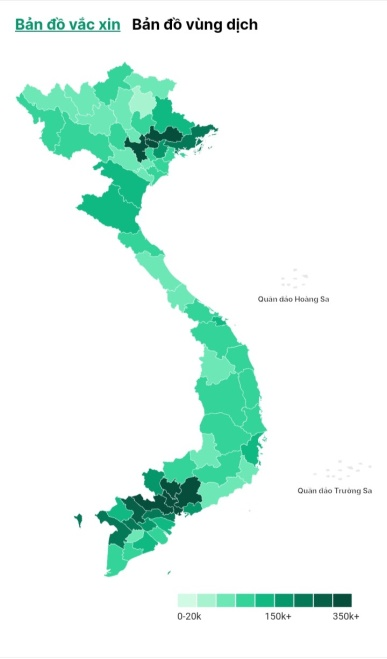 Bản đồ vắc xin Bản đồ vùng dịch
Quần đảo Hoàng Sa
Quần đảo Trường Sa
0-20k 150k+ 350k+